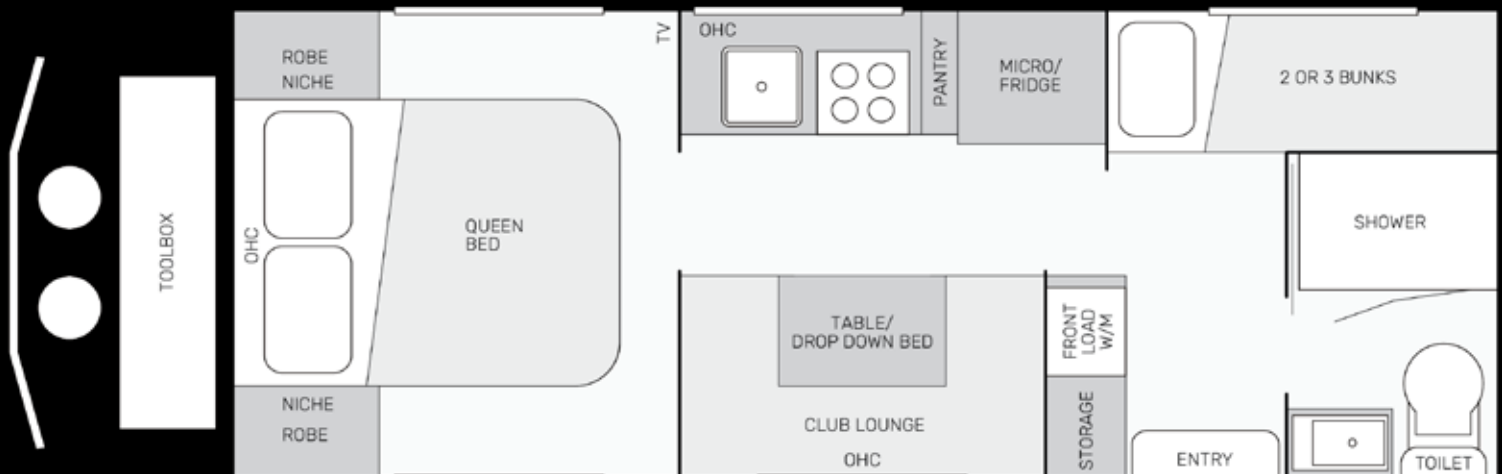 TOOLBOX
ROBE
NICHE
OHC
QUEEN
BED
NICHE
ROBE
TV
OHC
PANTRY
MICRO/
FRIDGE
2 OR 3 BUNKS
SHOWER
TABLE/
DROP DOWN BED
CLUB LOUNGE
OHC
FRONT
LOAD
W/M
STORAGE
ENTRY
TOILET